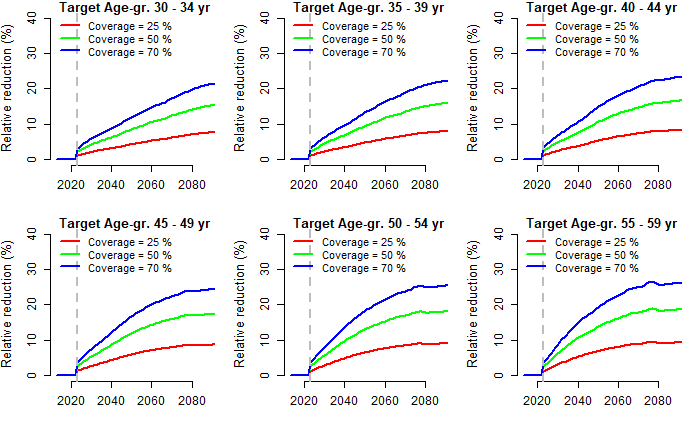 Target Age-gr. 30 - 34 yr
Relative reduction (%)
40
30
20
10
0
Coverage = 25 %
Coverage = 50 %
Coverage = 70 %
2020 2040 2060 2080
Target Age-gr. 35 - 39 yr
Relative reduction (%)
40
30
20
10
0
Coverage = 25 %
Coverage = 50 %
Coverage = 70 %
2020 2040 2060 2080
Target Age-gr. 40 - 44 yr
Relative reduction (%)
40
30
20
10
0
Coverage = 25 %
Coverage = 50 %
Coverage = 70 %
2020 2040 2060 2080
Target Age-gr. 45 - 49 yr
Relative reduction (%)
40
30
20
10
0
Coverage = 25 %
Coverage = 50 %
Coverage = 70 %
2020 2040 2060 2080
Target Age-gr. 50 - 54 yr
Relative reduction (%)
40
30
20
10
0
Coverage = 25 %
Coverage = 50 %
Coverage = 70 %
2020 2040 2060 2080
Target Age-gr. 55 - 59 yr
Relative reduction (%)
40
30
20
10
0
Coverage = 25 %
Coverage = 50 %
Coverage = 70 %
2020 2040 2060 2080